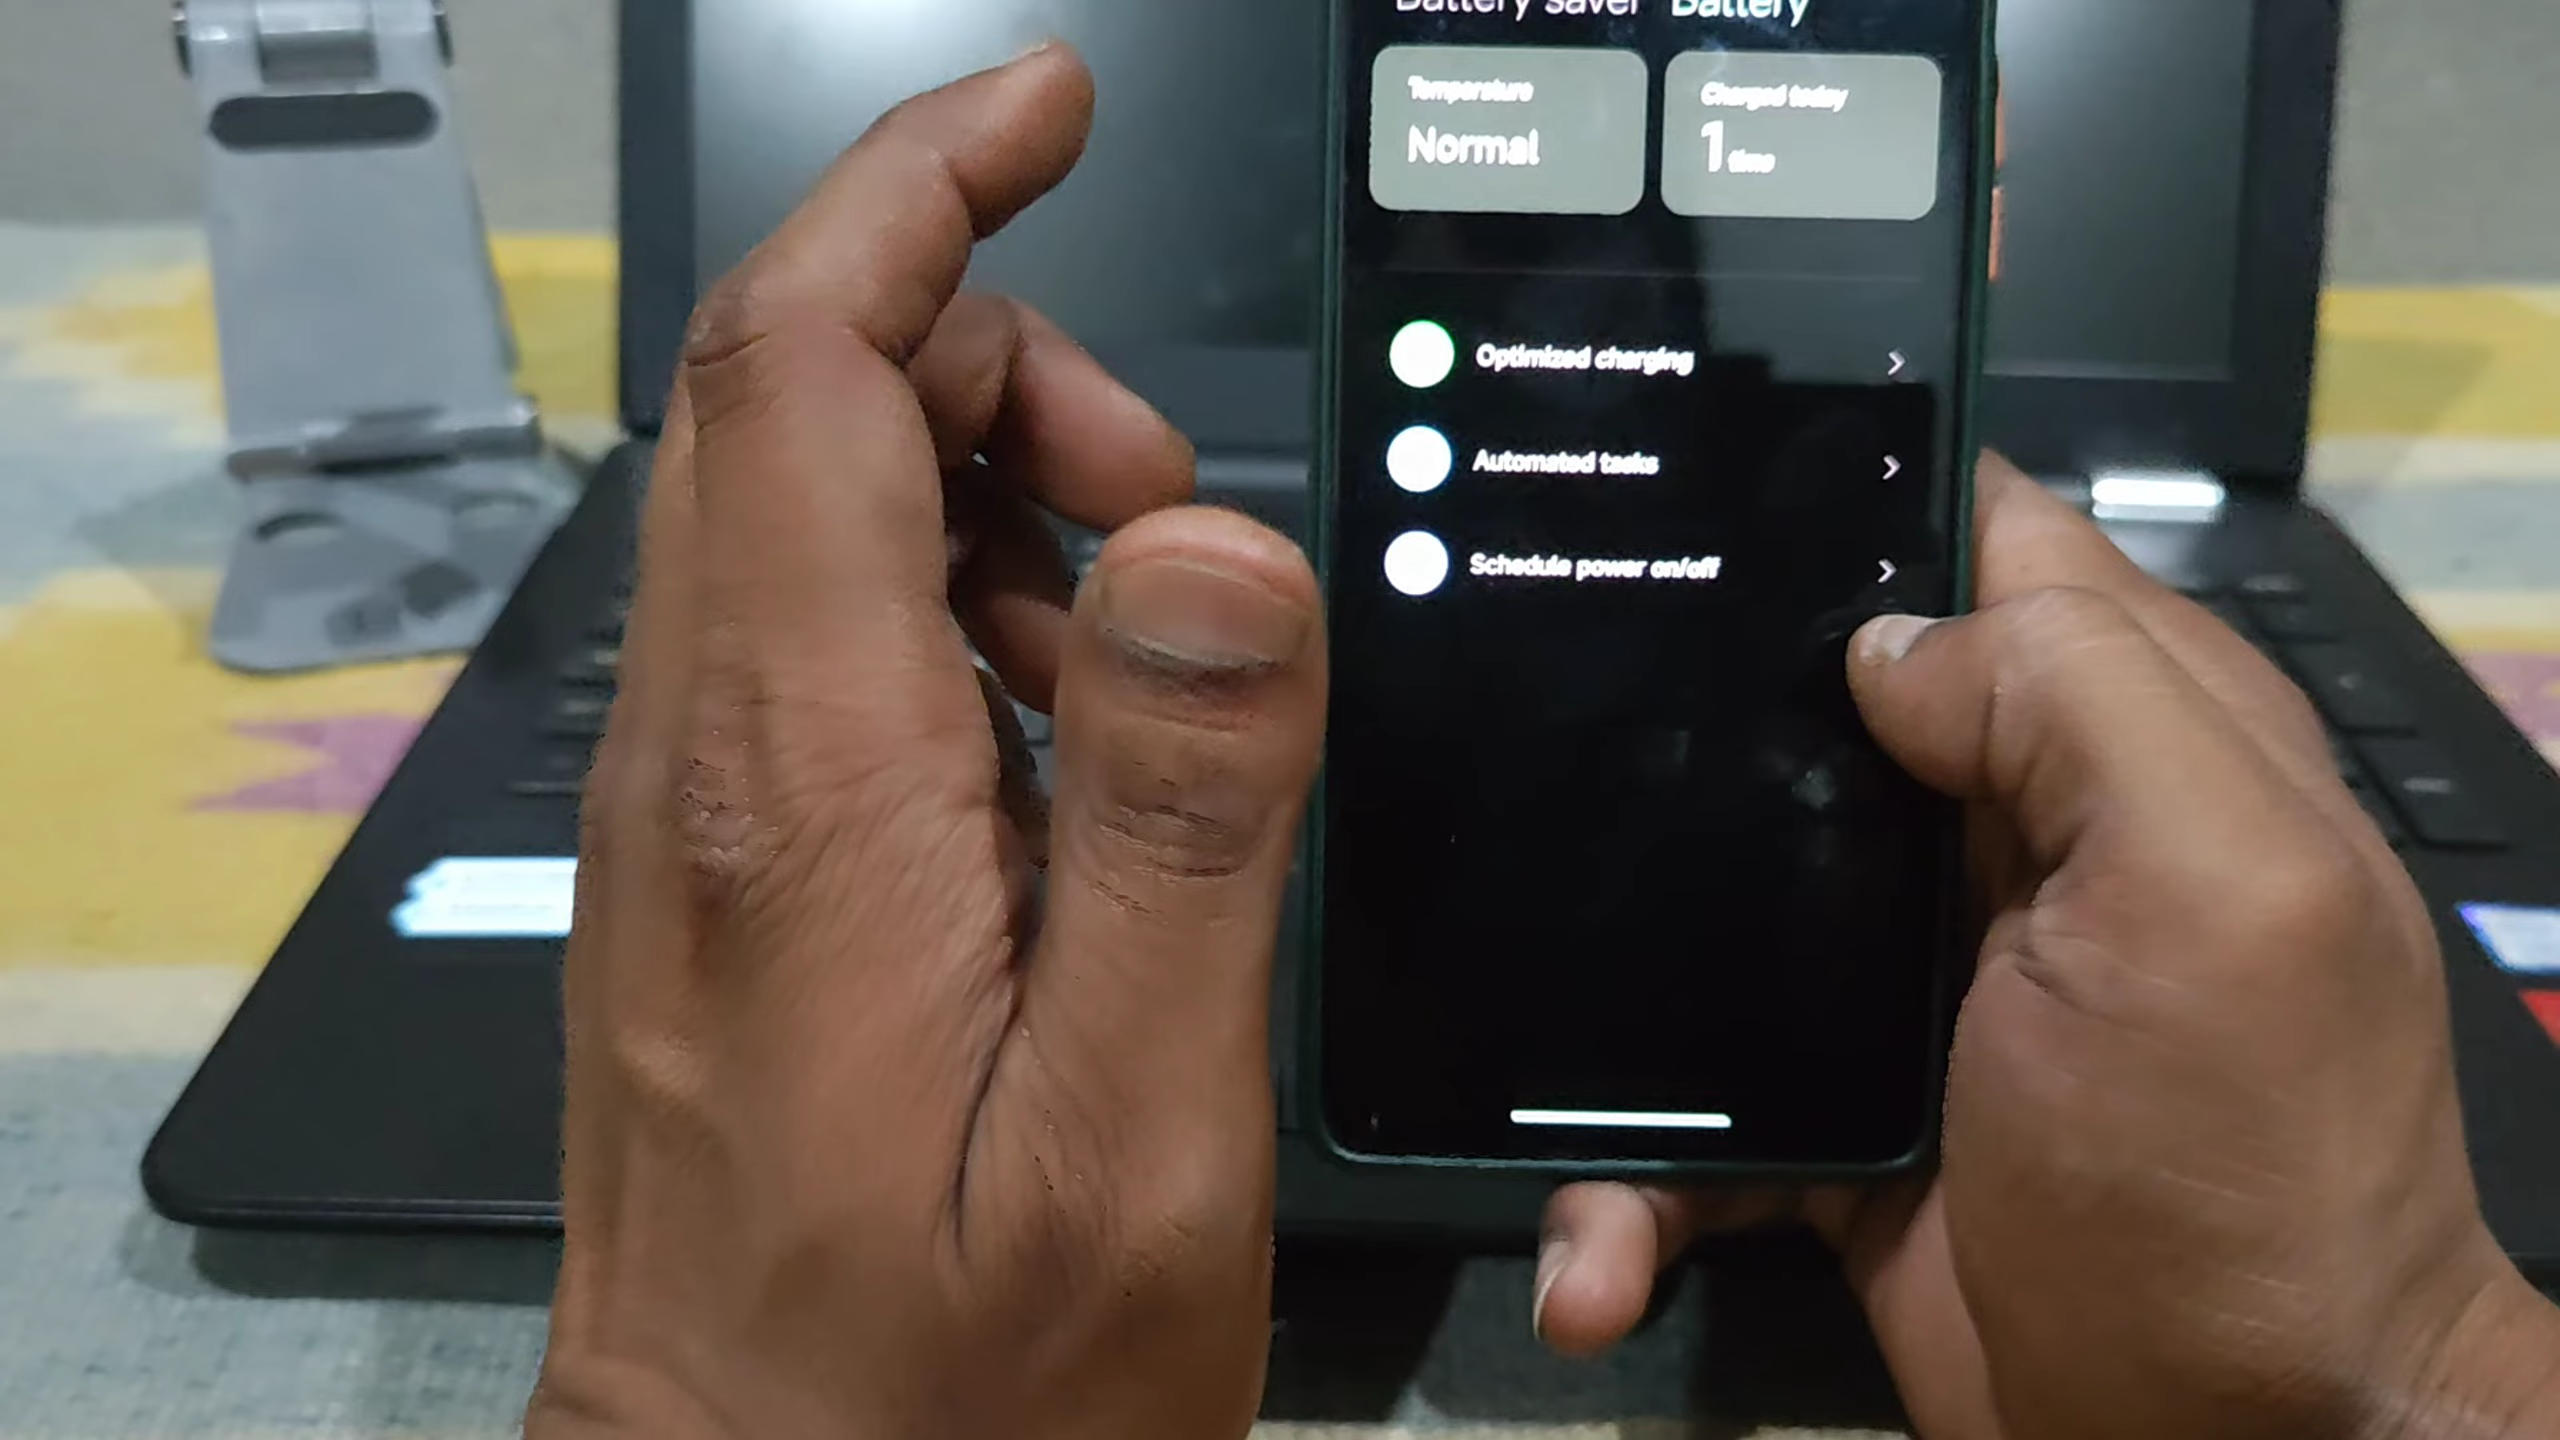 Battery saver Battery
Temperature Charged today
Normal 1 time
Optimized charging
Automated tasks
Schedule power on/off